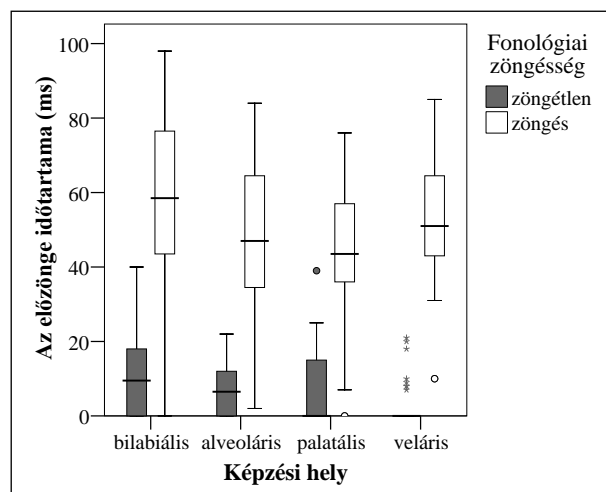 Az előzönge időtartama (ms)
100
80
60
40
20
0
bilabiális alveoláris palatális veláris
Képzési hely
Fonológiai
zöngésség
zöngétlen
zöngés